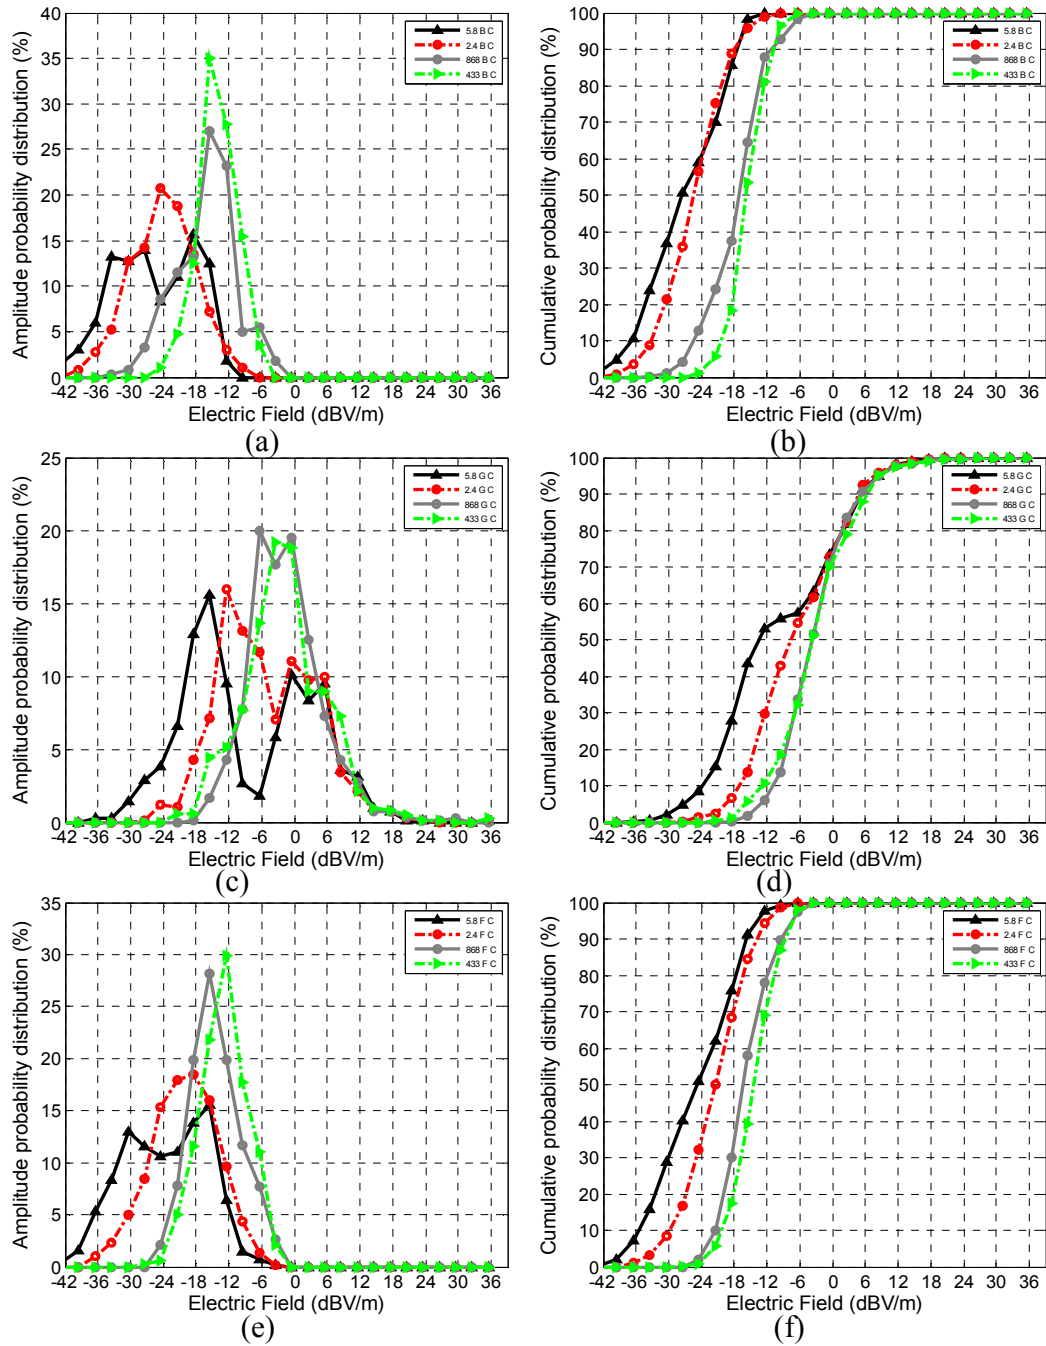 Amplitude probability distribution (%)
40
35
30
25
20
15
10
5
0
-42 -36 -30 -24 -18 -12 -6 0 6 12 18 24 30 36
Electric Field (dBV/m)
5.8 B C
2.4 B C
868 B C
433 B C
(a)
Cumulative probability distribution (%)
100
90
80
70
60
50
40
30
20
10
0
-42 -36 -30 -24 -18 -12 -6 0 6 12 18 24 30 36
Electric Field (dBV/m)
5.8 B C
2.4 B C
868 B C
433 B C
(b)
Amplitude probability distribution (%)
25
20
15
10
5
0
-42 -36 -30 -24 -18 -12 -6 0 6 12 18 24 30 36
Electric Field (dBV/m)
5.8 G C
2.4 G C
868 G C
433 G C
(c)
Cumulative probability distribution (%)
100
90
80
70
60
50
40
30
20
10
0
-42 -36 -30 -24 -18 -12 -6 0 6 12 18 24 30 36
Electric Field (dBV/m)
5.8 G C
2.4 G C
868 G C
433 G C
(d)
Amplitude probability distribution (%)
35
30
25
20
15
10
5
0
-42 -36 -30 -24 -18 -12 -6 0 6 12 18 24 30 36
Electric Field (dBV/m)
5.8 F C
2.4 F C
868 F C
433 F C
(e)
Cumulative probability distribution (%)
100
90
80
70
60
50
40
30
20
10
0
-42 -36 -30 -24 -18 -12 -6 0 6 12 18 24 30 36
Electric Field (dBV/m)
5.8 F C
2.4 F C
868 F C
433 F C
(f)